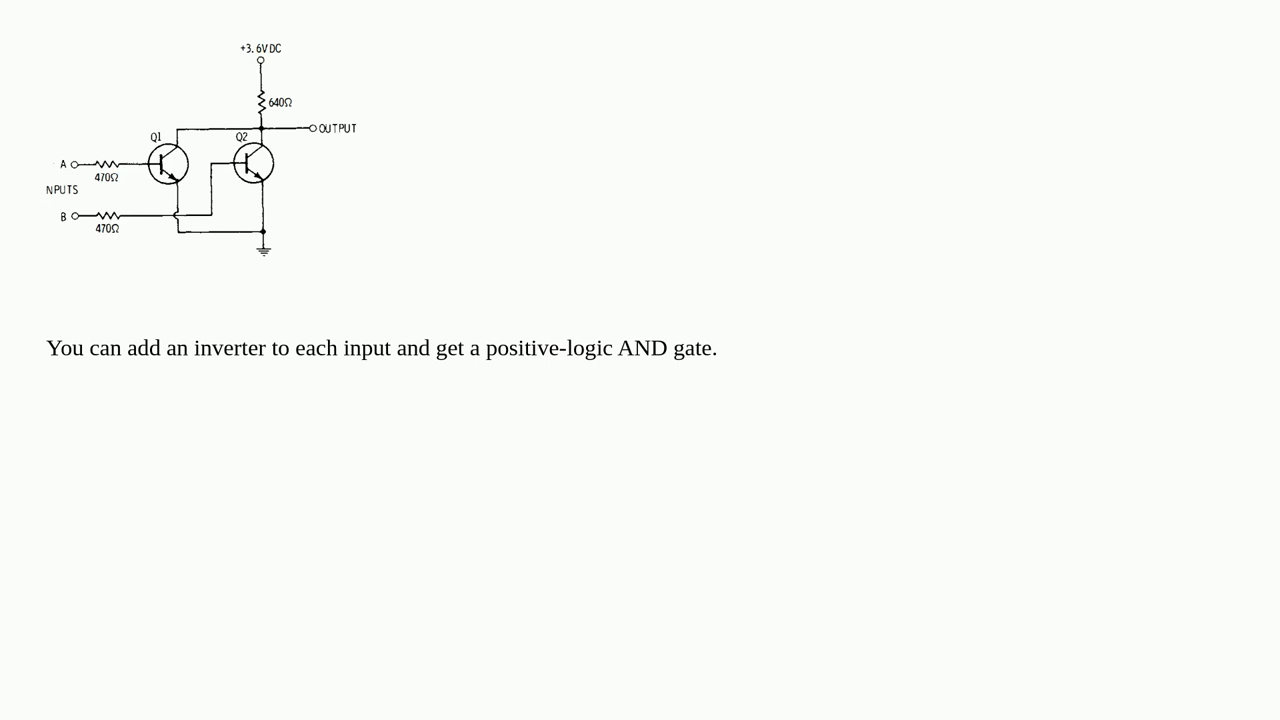 +3.6VDC
640Ω
OUTPUT
Q1
Q2
A
470Ω
NPUTS
B
470Ω
You can add an inverter to each input and get a positive-logic AND gate.